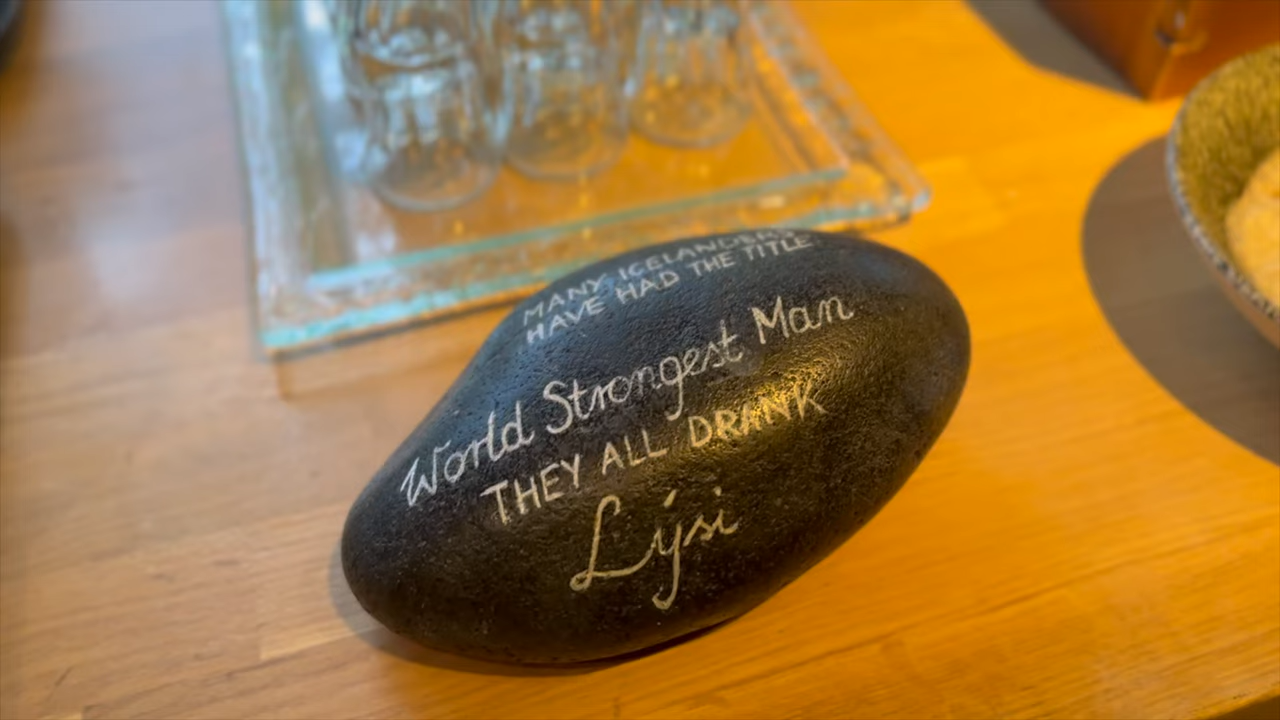 MANY ICELANDERS
HAVE HAD THE TITLE
World Strongest Man
THEY ALL DRANK
Lýsi